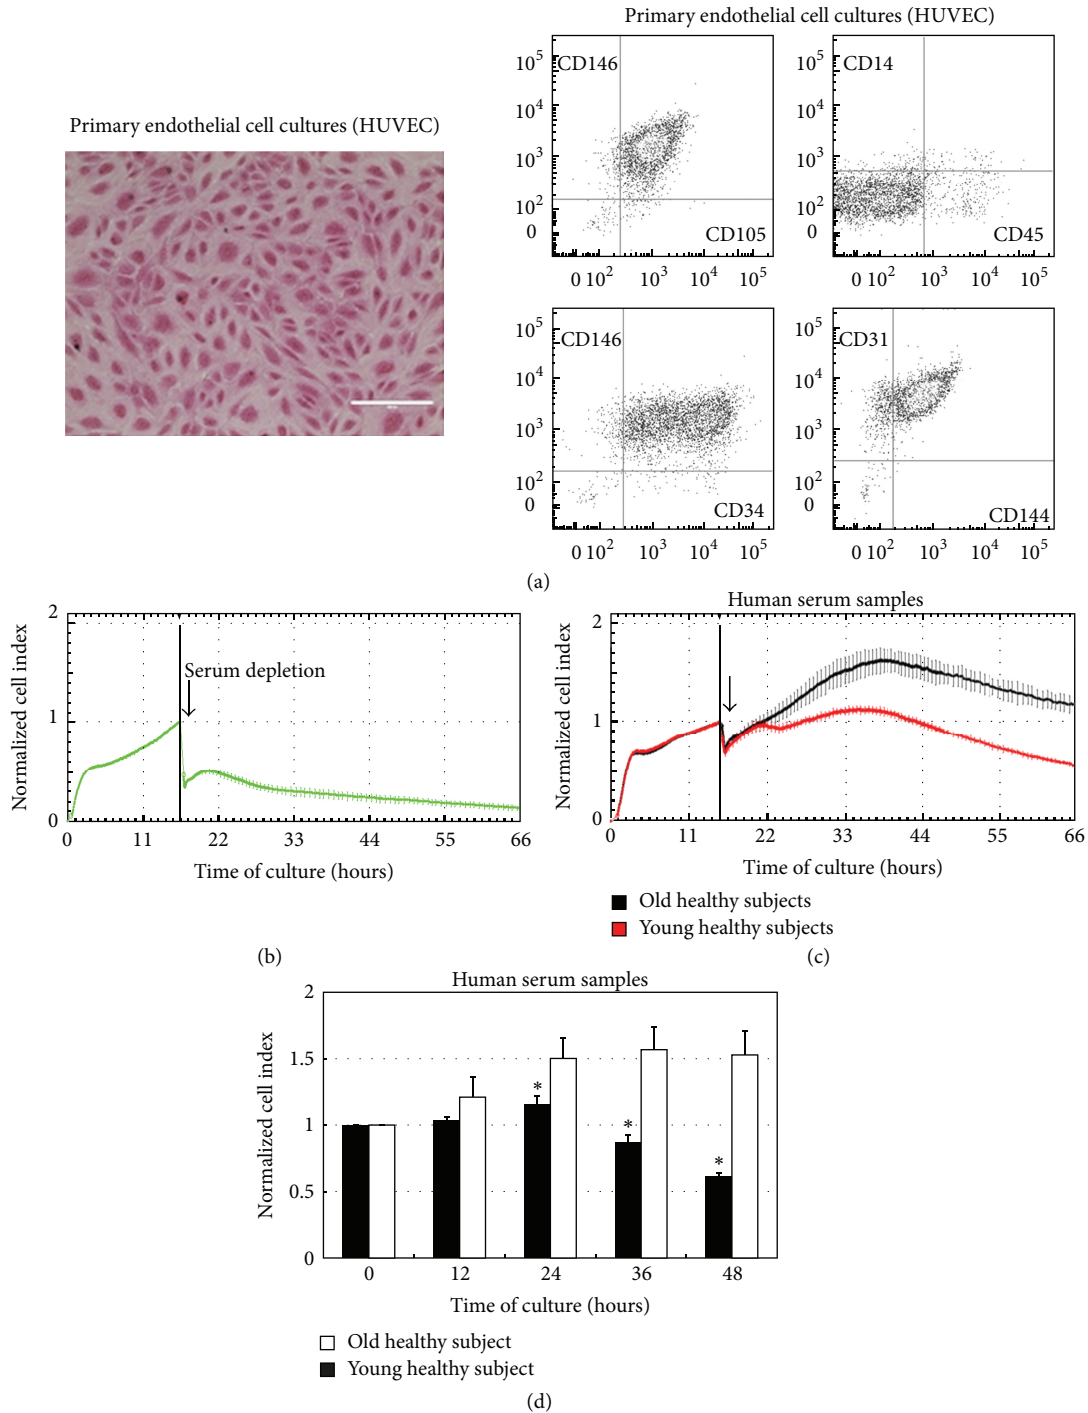 Primary endothelial cell cultures (HUVEC)
Primary endothelial cell cultures (HUVEC)
10^5
10^4
10^3
10^2
0
CD146
CD105
0 10^2 10^3 10^4 10^5
10^5
10^4
10^3
10^2
0
CD14
CD45
0 10^2 10^3 10^4 10^5
10^5
10^4
10^3
10^2
0
CD146
CD34
0 10^2 10^3 10^4 10^5
10^5
10^4
10^3
10^2
0
CD31
CD144
0 10^2 10^3 10^4 10^5
(a)
Normalized cell index
2
1
0
Serum depletion
0 11 22 33 44 55 66
Time of culture (hours)
(b)
Human serum samples
Normalized cell index
2
1
0
0 11 22 33 44 55 66
Time of culture (hours)
Old healthy subjects
Young healthy subjects
(c)
Human serum samples
Normalized cell index
2
1.5
1
0.5
0
* * *
0 12 24 36 48
Time of culture (hours)
Old healthy subject
Young healthy subject
(d)